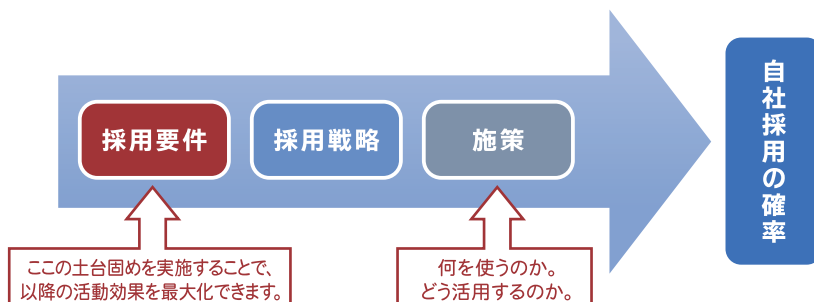 採用要件
採用戦略
施策
自社採用の確率
ここの土台固めを実施することで、
以降の活動効果を最大化できます。
何を使うのか。
どう活用するのか。